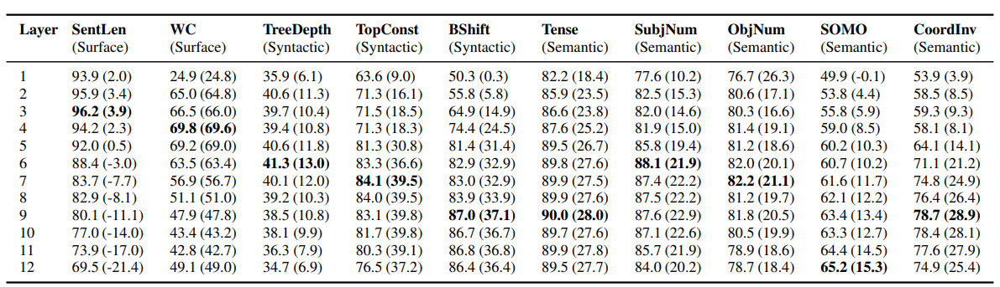 Layer SentLen WC TreeDepth TopConst BShift Tense SubjNum ObjNum SOMO CoordInv
(Surface) (Surface) (Syntactic) (Syntactic) (Syntactic) (Semantic) (Semantic) (Semantic) (Semantic) (Semantic)
1 93.9 (2.0) 24.9 (24.8) 35.9 (6.1) 63.6 (9.0) 50.3 (0.3) 82.2 (18.4) 77.6 (10.2) 76.7 (26.3) 49.9 (-0.1) 53.9 (3.9)
2 95.9 (3.4) 65.0 (64.8) 40.6 (11.3) 71.3 (16.1) 55.8 (5.8) 85.9 (23.5) 82.5 (15.3) 80.6 (17.1) 53.8 (4.4) 58.5 (8.5)
3 96.2 (3.9) 66.5 (66.0) 39.7 (10.4) 71.5 (18.5) 64.9 (14.9) 86.6 (23.8) 82.0 (14.6) 80.3 (16.6) 55.8 (5.9) 59.3 (9.3)
4 94.2 (2.3) 69.8 (69.6) 39.4 (10.8) 71.3 (18.3) 74.4 (24.5) 87.6 (25.2) 81.9 (15.0) 81.4 (19.1) 59.0 (8.5) 58.1 (8.1)
5 92.0 (0.5) 69.2 (69.0) 40.6 (11.8) 81.3 (30.8) 81.4 (31.4) 89.5 (26.7) 85.8 (19.4) 81.2 (18.6) 60.2 (10.3) 64.1 (14.1)
6 88.4 (-3.0) 63.5 (63.4) 41.3 (13.0) 83.3 (36.6) 82.9 (32.9) 89.8 (27.6) 88.1 (21.9) 82.0 (20.1) 60.7 (10.2) 71.1 (21.2)
7 83.7 (-7.7) 56.9 (56.7) 40.1 (12.0) 84.1 (39.5) 83.0 (32.9) 89.9 (27.5) 87.4 (22.2) 82.2 (21.1) 61.6 (11.7) 74.8 (24.9)
8 82.9 (-8.1) 51.1 (51.0) 39.2 (10.3) 84.0 (39.5) 83.9 (33.9) 89.9 (27.6) 87.5 (22.2) 81.2 (19.7) 62.1 (12.2) 76.4 (26.4)
9 80.1 (-11.1) 47.9 (47.8) 38.5 (10.8) 83.1 (39.8) 87.0 (37.1) 90.0 (28.0) 87.6 (22.9) 81.8 (20.5) 63.4 (13.4) 78.7 (28.9)
10 77.0 (-14.0) 43.4 (43.2) 38.1 (9.9) 81.7 (39.8) 86.7 (36.7) 89.7 (27.6) 87.1 (22.6) 80.5 (19.9) 63.3 (12.7) 78.4 (28.1)
11 73.9 (-17.0) 42.8 (42.7) 36.3 (7.9) 80.3 (39.1) 86.8 (36.8) 89.9 (27.8) 85.7 (21.9) 78.9 (18.6) 64.4 (14.5) 77.6 (27.9)
12 69.5 (-21.4) 49.1 (49.0) 34.7 (6.9) 76.5 (37.2) 86.4 (36.4) 89.5 (27.7) 84.0 (20.2) 78.7 (18.4) 65.2 (15.3) 74.9 (25.4)